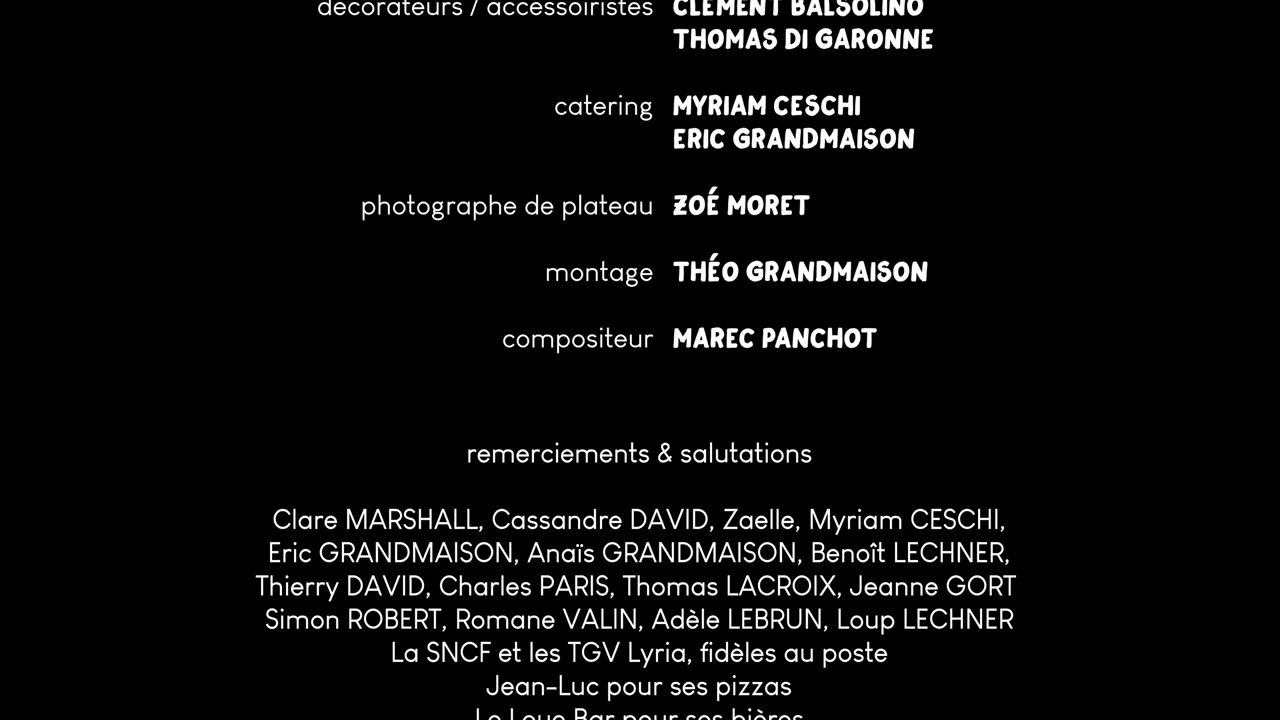 décorateurs / accessoiristes CLÉMENT BALSOLINO
THOMAS DI GARONNE
catering MYRIAM CESCHI
ERIC GRANDMAISON
photographe de plateau ZOÉ MORET
montage THÉO GRANDMAISON
compositeur MAREC PANCHOT
remerciements & salutations
Clare MARSHALL, Cassandre DAVID, Zaelle, Myriam CESCHI,
Eric GRANDMAISON, Anaïs GRANDMAISON, Benoît LECHNER,
Thierry DAVID, Charles PARIS, Thomas LACROIX, Jeanne GORT
Simon ROBERT, Romane VALIN, Adèle LEBRUN, Loup LECHNER
La SNCF et les TGV Lyria, fidèles au poste
Jean-Luc pour ses pizzas
Le Loue Bar pour ses bières